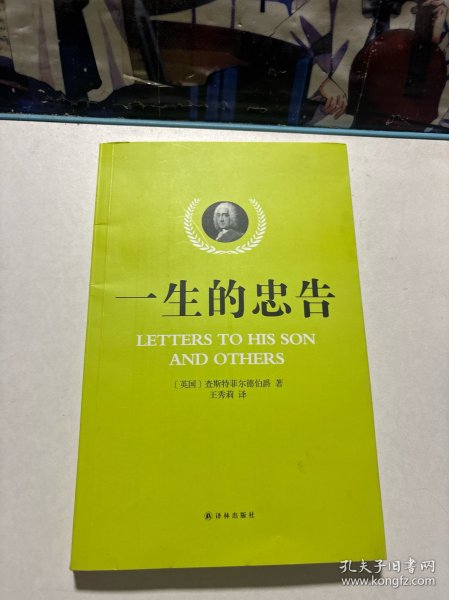 一生的忠告
LETTERS TO HIS SON
AND OTHERS
［英国］查斯特菲尔德伯爵 著
王秀莉 译
译林出版社
孔夫子旧书网
www.kongfz.com